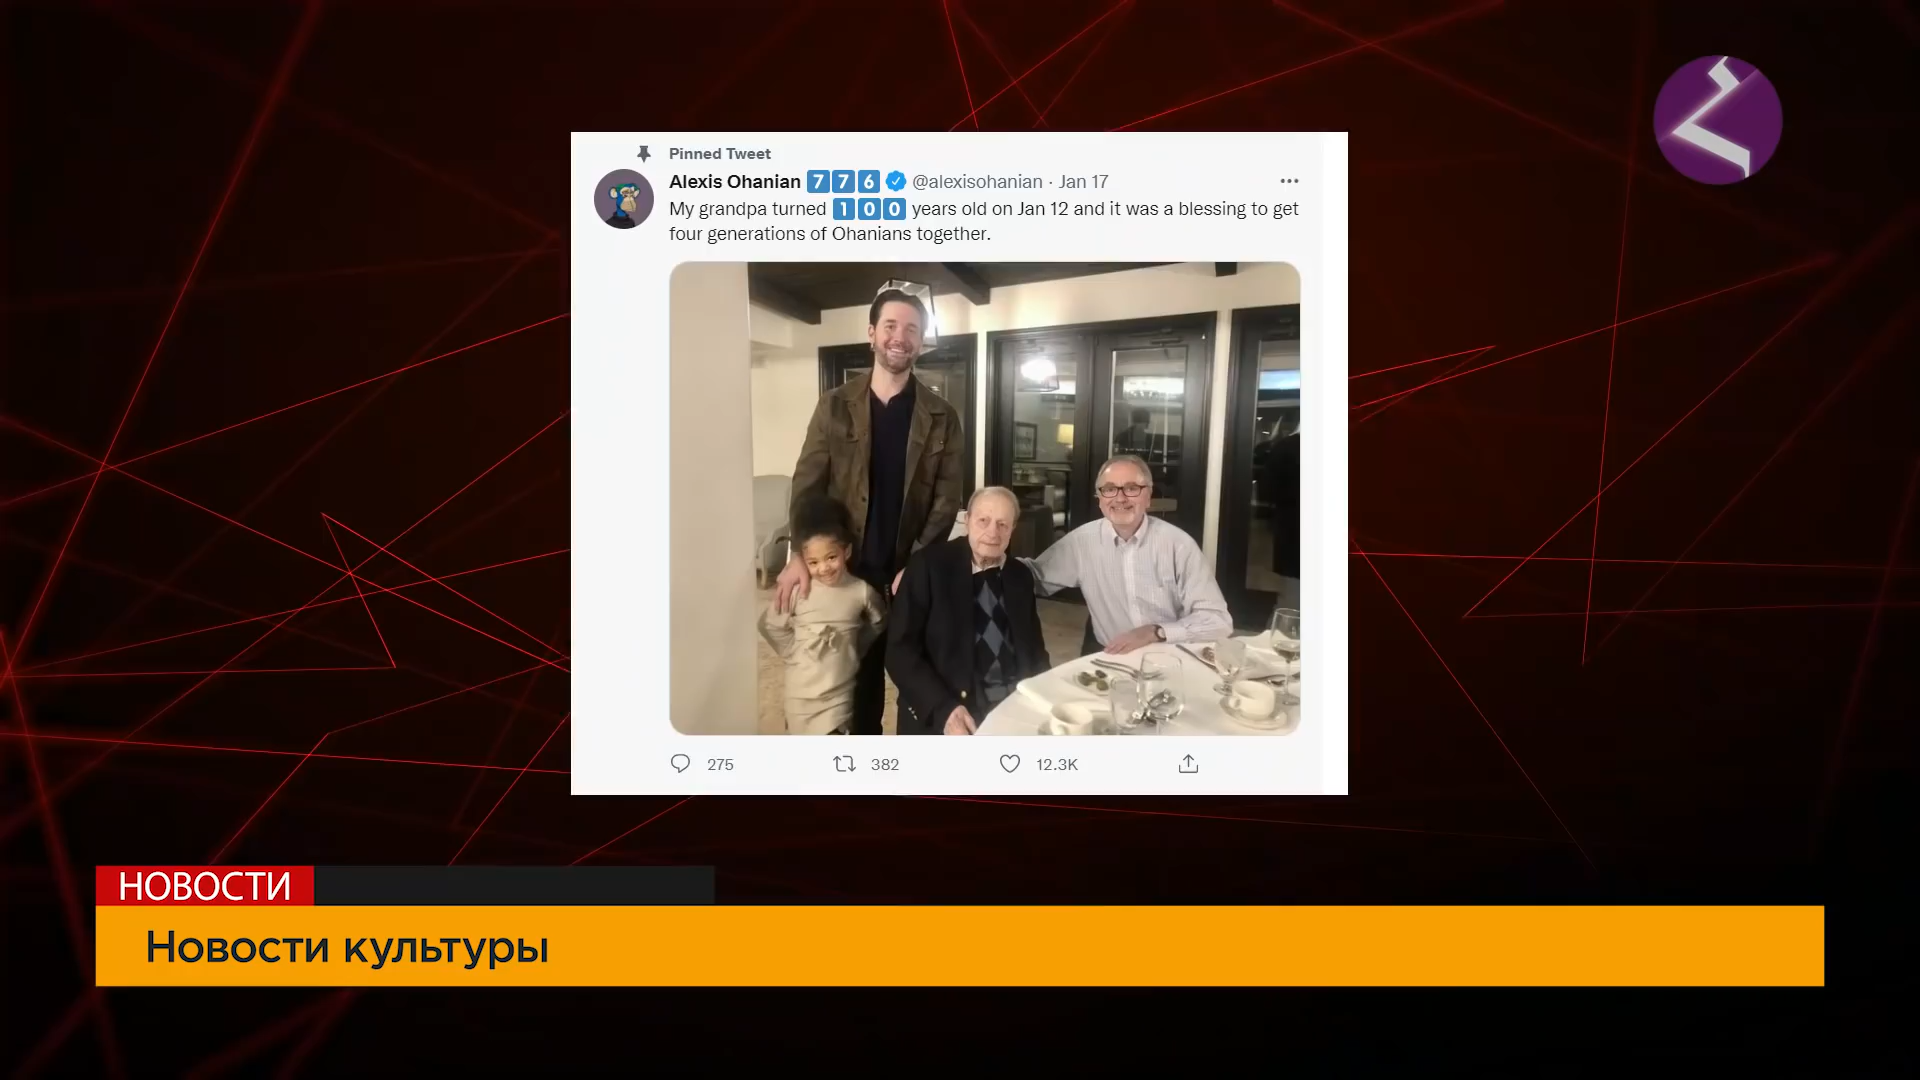 Pinned Tweet
Alexis Ohanian 7️⃣7️⃣6️⃣ @alexisohanian · Jan 17
My grandpa turned 1️⃣0️⃣0️⃣ years old on Jan 12 and it was a blessing to get
four generations of Ohanians together.
275 382 12.3K
НОВОСТИ
Новости культуры